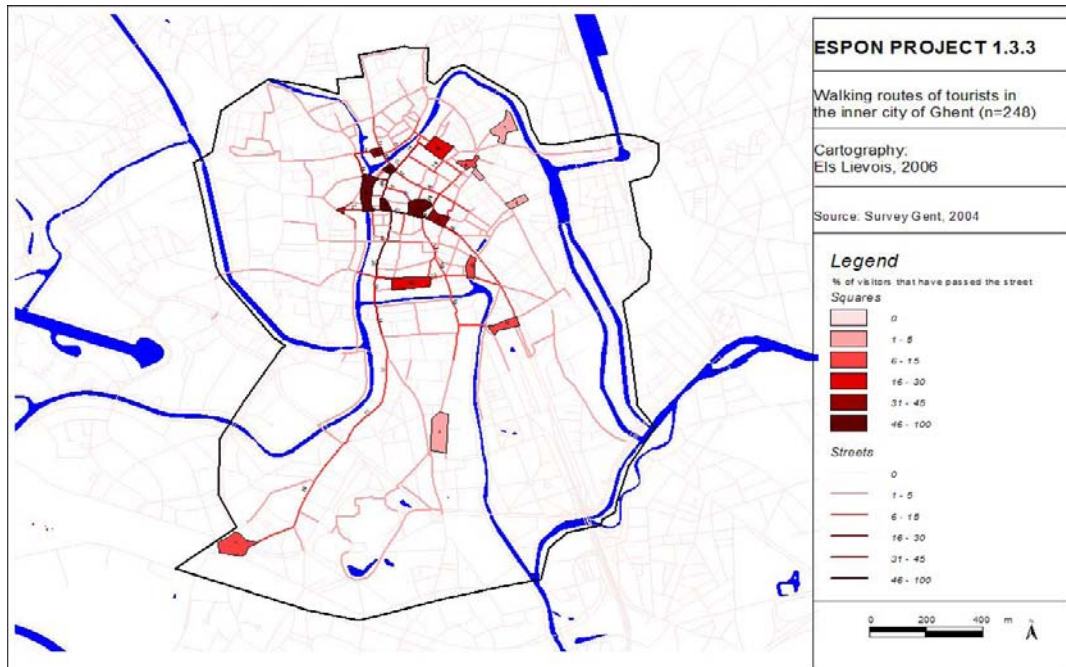 ESPON PROJECT 1.3.3
Walking routes of tourists in
the inner city of Ghent (n=248)
Cartography:
Els Lievois, 2006
Source: Survey Gent, 2004
Legend
% of visitors that have passed the street
Squares
0
1 - 5
6 - 15
16 - 30
31 - 45
46 - 100
Streets
0
1 - 5
6 - 15
16 - 30
31 - 45
46 - 100
0 200 400 m